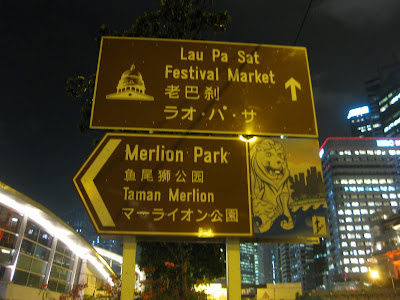 Lau Pa Sat
Festival Market
老巴刹
ラオ・パ・サ
Merlion Park
鱼尾狮公园
Taman Merlion
マーライオン公園